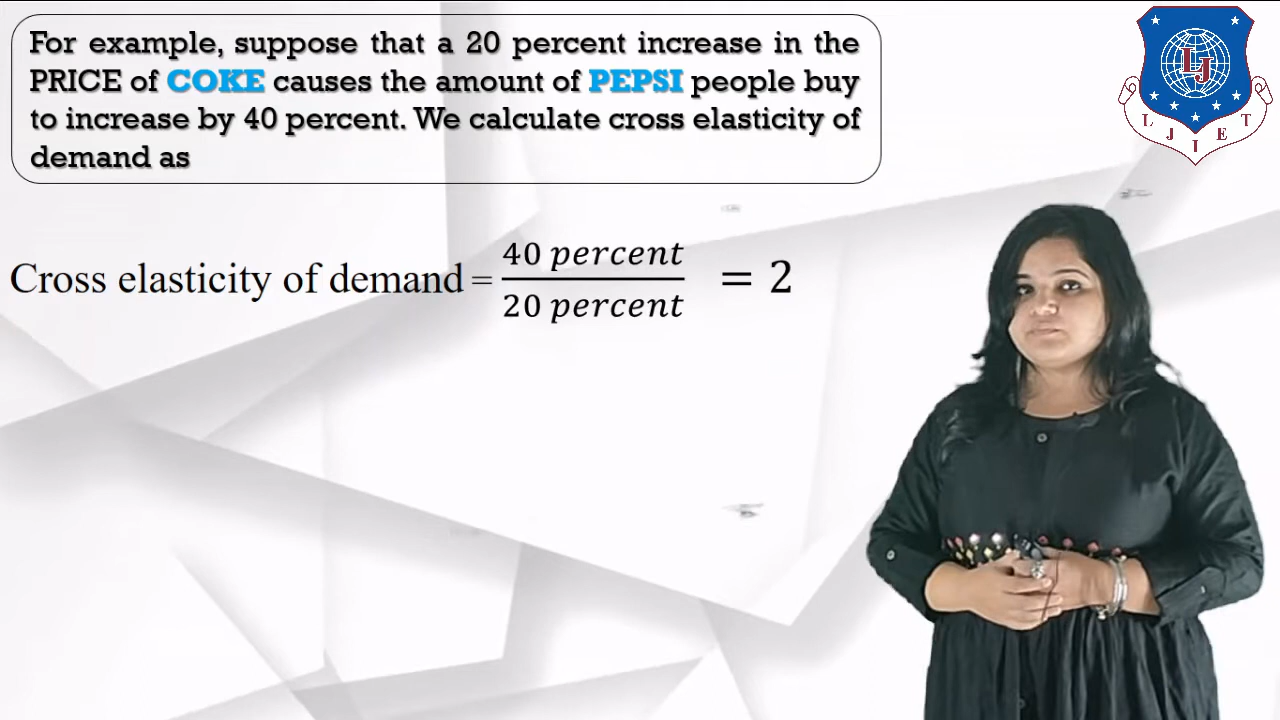 For example, suppose that a 20 percent increase in the
PRICE of COKE causes the amount of PEPSI people buy
to increase by 40 percent. We calculate cross elasticity of
demand as
Cross elasticity of demand = 40 percent / 20 percent = 2
LJ
L J I E T